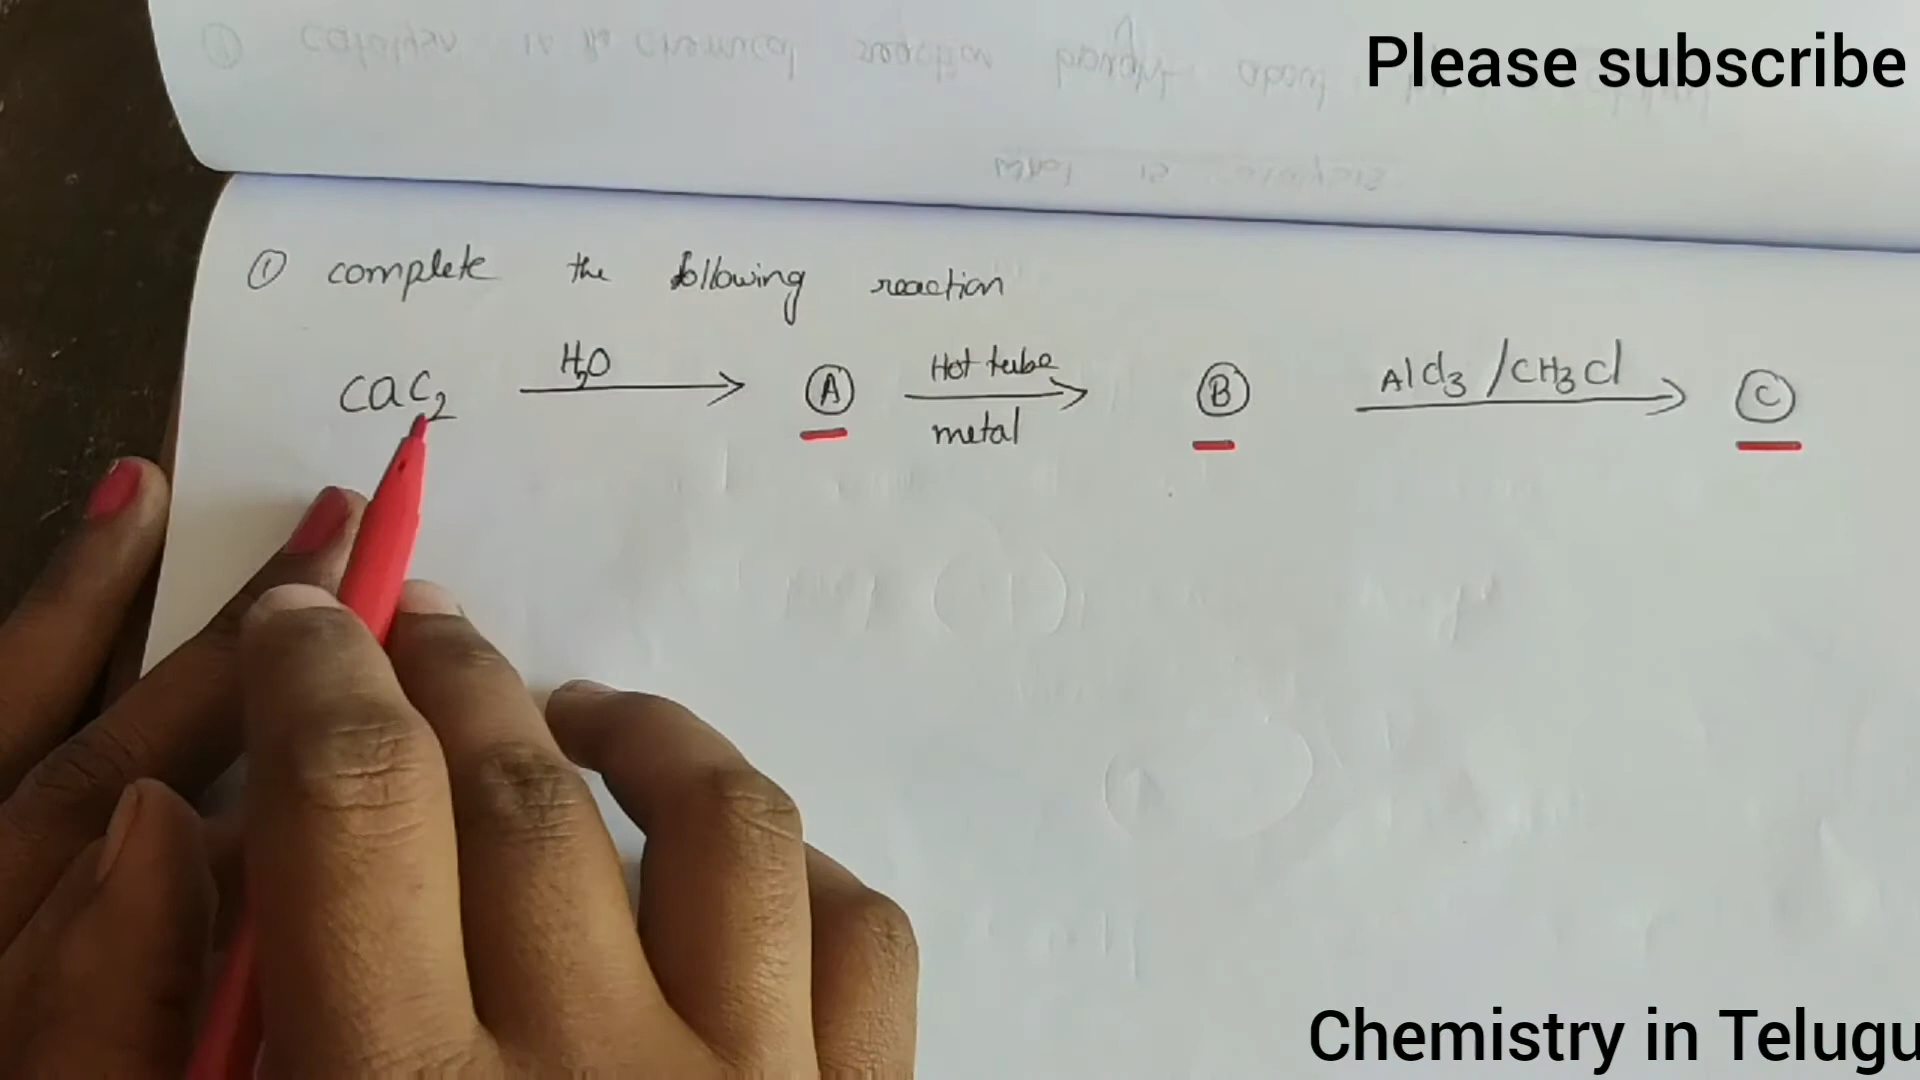 Please subscribe
① complete the following reaction
CaC2 H2O Ⓐ Hot tube metal Ⓑ AlCl3 /CH3Cl Ⓒ
Chemistry in Telugu